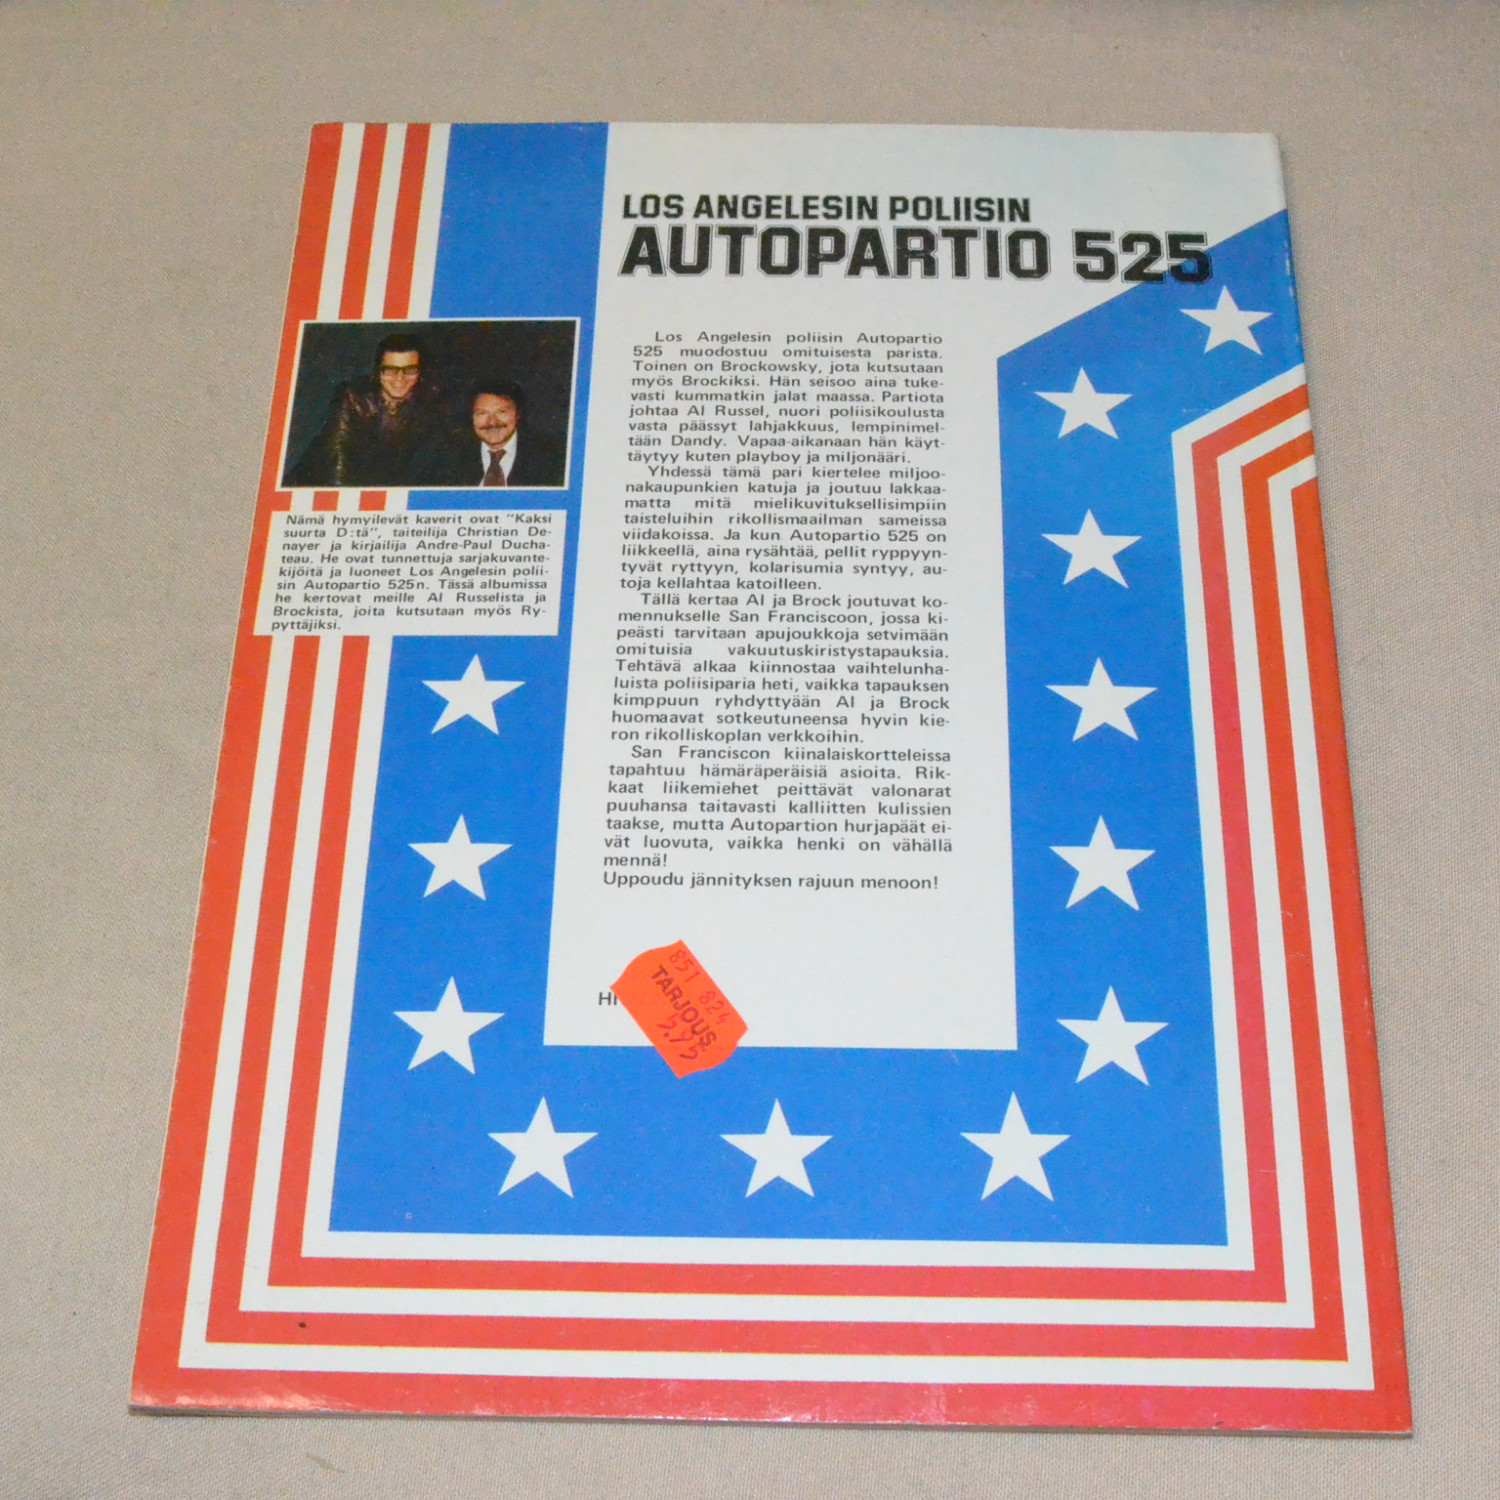 LOS ANGELESIN POLIISIN
AUTOPARTIO 525
Los Angelesin poliisin Autopartio
525 muodostuu omituisesta parista.
Toinen on Brockowsky, jota kutsutaan
myös Brockiksi. Hän seisoo aina tuke-
vasti kummatkin jalat maassa. Partiota
johtaa Al Russel, nuori poliisikoulusta
vasta päässyt lahjakkuus, lempinimel-
tään Dandy. Vapaa-aikanaan hän käyt-
täytyy kuten playboy ja miljonääri.
Yhdessä tämä pari kiertelee miljoo-
nakaupunkien katuja ja joutuu lakkaa-
matta mitä mielikuvituksellisimpiin
taisteluihin rikollismaailman sameissa
viidakoissa. Ja kun Autopartio 525 on
liikkeellä, aina rysähtää, pellit ryppyyn-
tyvät ryttyyn, kolarisumia syntyy, au-
toja kellahtaa katoilleen.
Tällä kertaa Al ja Brock joutuvat ko-
mennukselle San Franciscoon, jossa ki-
peästi tarvitaan apujoukkoja setvimään
omituisia vakuutuskiristystapauksia.
Tehtävä alkaa kiinnostaa vaihtelunha-
luista poliisiparia heti, vaikka tapauksen
kimppuun ryhdyttyään Al ja Brock
huomaavat sotkeutuneensa hyvin kie-
ron rikolliskoplan verkkoihin.
San Franciscon kiinalaiskortteleissa
tapahtuu hämäräperäisiä asioita. Rik-
kaat liikemiehet peittävät valonarat
puuhansa taitavasti kalliitten kulissien
taakse, mutta Autopartion hurjapäät ei-
vät luovuta, vaikka henki on vähällä
mennä!
Uppoudu jännityksen rajuun menoon!
Nämä hymyilevät kaverit ovat "Kaksi
suurta D:tä", taiteilija Christian De-
nayer ja kirjailija Andre-Paul Ducha-
teau. He ovat tunnettuja sarjakuvante-
kijöitä ja luoneet Los Angelesin polii-
sin Autopartio 525n. Tässä albumissa
he kertovat meille Al Russelista ja
Brockista, joita kutsutaan myös Ry-
pyttäjiksi.
851 824
TARJOUS
5.95